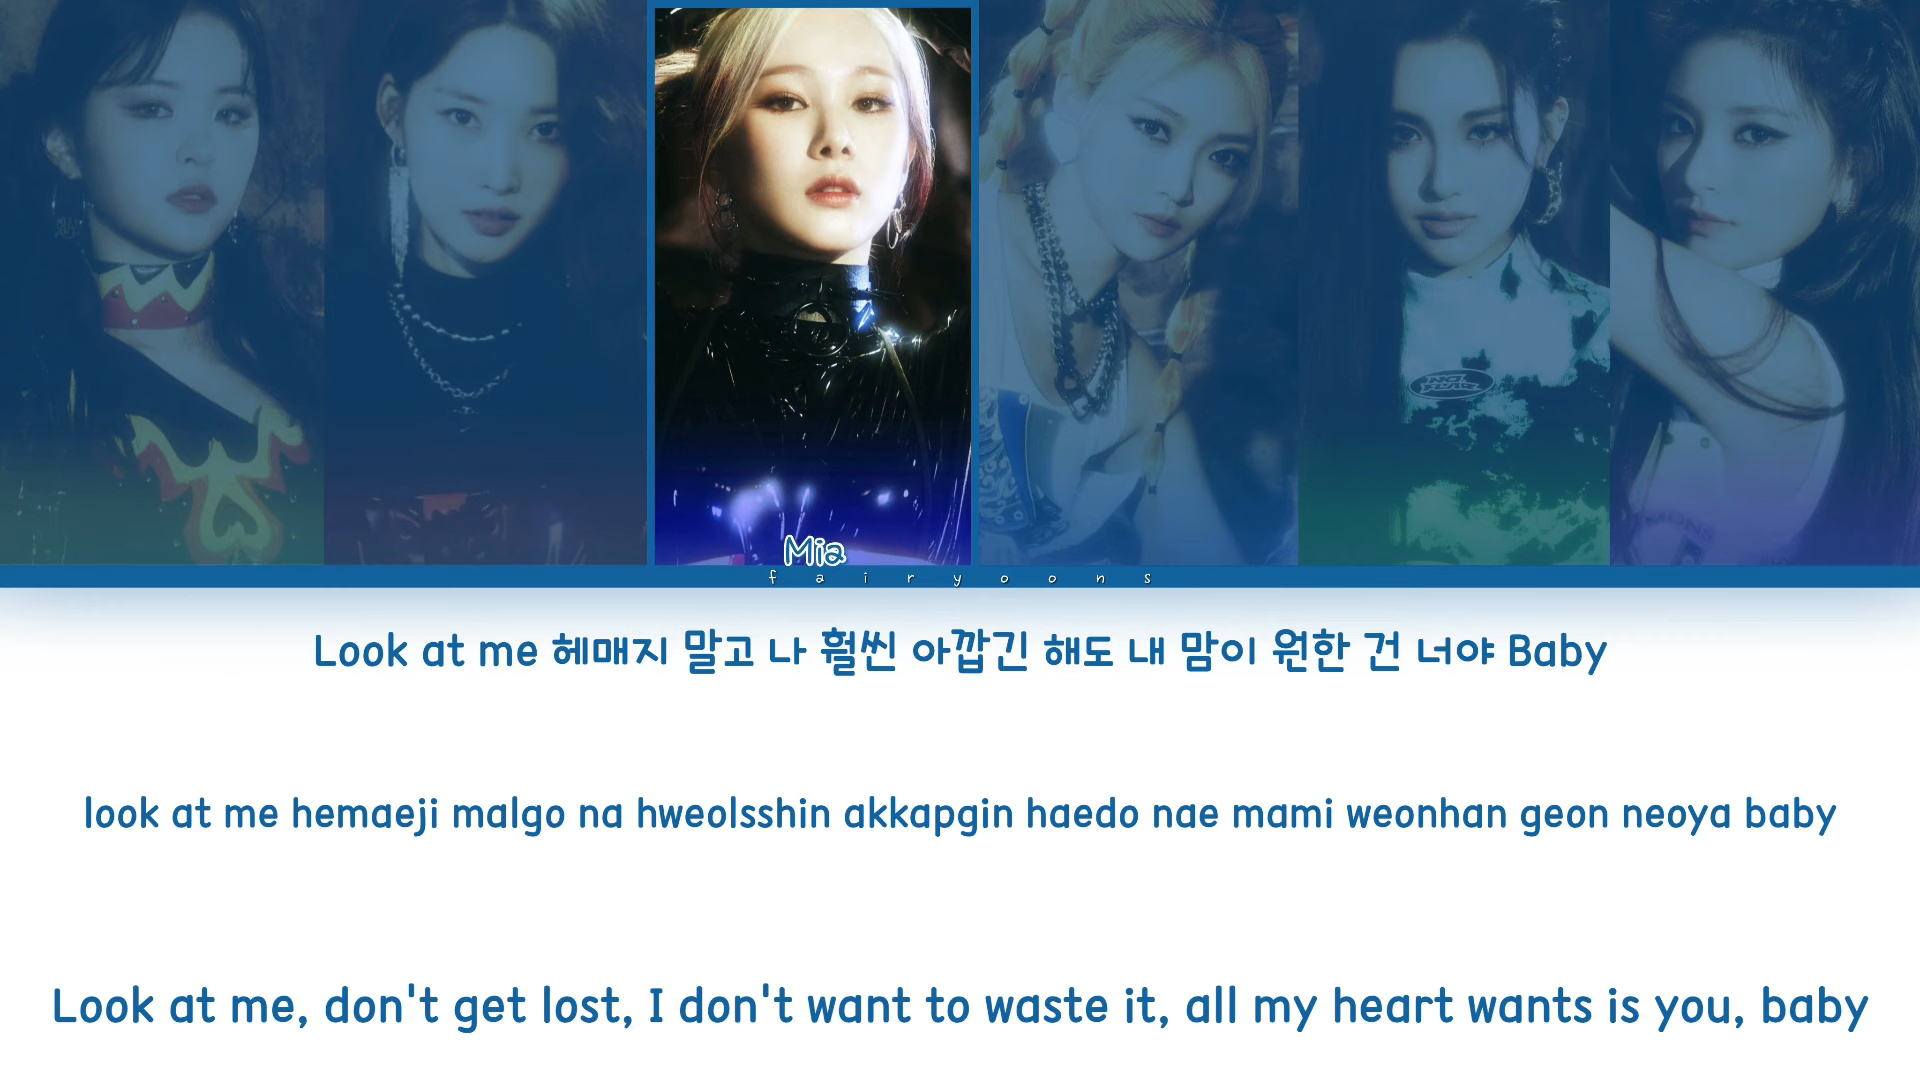 Mia
fairyoons
Look at me 헤매지 말고 나 훨씬 아깝긴 해도 내 맘이 원한 건 너야 Baby
look at me hemaeji malgo na hweolsshin akkapgin haedo nae mami weonhan geon neoya baby
Look at me, don't get lost, I don't want to waste it, all my heart wants is you, baby